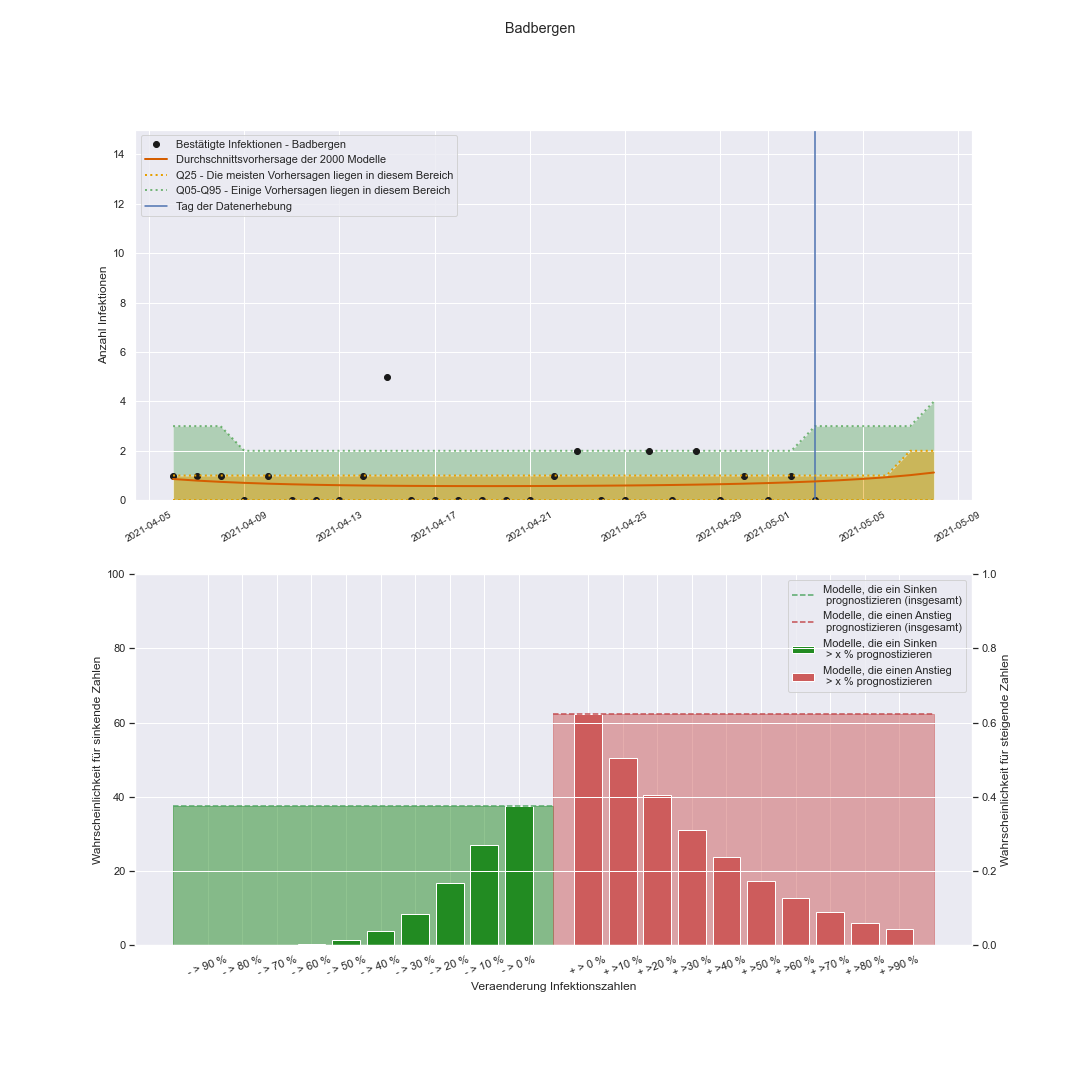 Badbergen
Bestätigte Infektionen - Badbergen
Durchschnittsvorhersage der 2000 Modelle
Q25 - Die meisten Vorhersagen liegen in diesem Bereich
Q05-Q95 - Einige Vorhersagen liegen in diesem Bereich
Tag der Datenerhebung
Anzahl Infektionen
14
12
10
8
6
4
2
0
2021-04-05
2021-04-09
2021-04-13
2021-04-17
2021-04-21
2021-04-25
2021-04-29
2021-05-01
2021-05-05
2021-05-09
Modelle, die ein Sinken
prognostizieren (insgesamt)
Modelle, die einen Anstieg
prognostizieren (insgesamt)
Modelle, die ein Sinken
> x % prognostizieren
Modelle, die einen Anstieg
> x % prognostizieren
Wahrscheinlichkeit für sinkende Zahlen
100
80
60
40
20
0
Wahrscheinlichkeit für steigende Zahlen
1.0
0.8
0.6
0.4
0.2
0.0
- > 90 %
- > 80 %
- > 70 %
- > 60 %
- > 50 %
- > 40 %
- > 30 %
- > 20 %
- > 10 %
- > 0 %
+ > 0 %
+ >10 %
+ >20 %
+ >30 %
+ >40 %
+ >50 %
+ >60 %
+ >70 %
+ >80 %
+ >90 %
Veraenderung Infektionszahlen